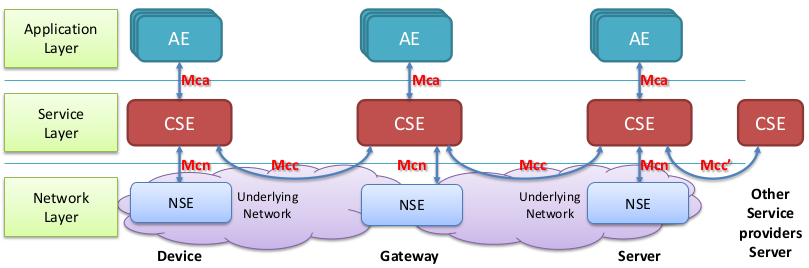 Application
Layer
AE
AE
AE
Mca
Mca
Mca
Service
Layer
CSE
CSE
CSE
CSE
Mcn
Mcc
Mcn
Mcc
Mcn
Mcc’
Network
Layer
NSE
Underlying
Network
NSE
Underlying
Network
NSE
Other
Service
providers
Server
Device
Gateway
Server